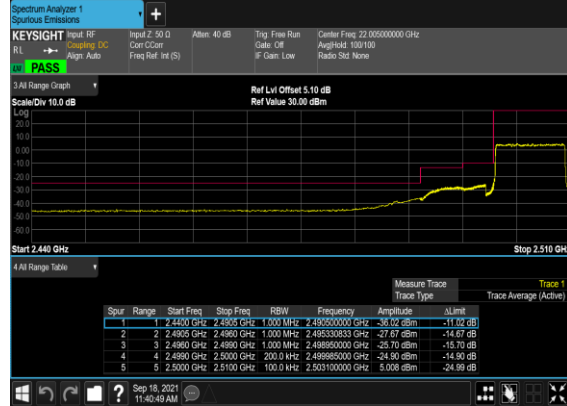 Spectrum Analyzer 1
Spurious Emissions
KEYSIGHT Input: RF Input Z: 50 Ω Atten: 40 dB Trig: Free Run Center Freq: 22.005000000 GHz
RL Coupling: DC Corr CCorr Gate: Off Avg|Hold: 100/100
Align: Auto Freq Ref: Int (S) IF Gain: Low Radio Std: None
LW PASS
3 All Range Graph Ref Lvl Offset 5.10 dB
Scale/Div 10.0 dB Ref Value 30.00 dBm
Log
20.0
10.0
0.00
-10.0
-20.0
-30.0
-40.0
-50.0
-60.0
Start 2.440 GHz Stop 2.510 GHz
4 All Range Table
Measure Trace Trace 1
Trace Type Trace Average (Active)
Spur Range Start Freq Stop Freq RBW Frequency Amplitude ΔLimit
1 1 2.4400 GHz 2.4905 GHz 1.000 MHz 2.490500000 GHz -36.02 dBm -11.02 dB
2 2 2.4905 GHz 2.4960 GHz 1.000 MHz 2.495330833 GHz -27.67 dBm -14.67 dB
3 3 2.4960 GHz 2.4990 GHz 1.000 MHz 2.498950000 GHz -25.70 dBm -15.70 dB
4 4 2.4990 GHz 2.5000 GHz 200.0 kHz 2.499985000 GHz -24.90 dBm -14.90 dB
5 5 2.5000 GHz 2.5100 GHz 100.0 kHz 2.503100000 GHz 5.008 dBm -24.99 dB
? Sep 18, 2021
11:40:49 AM